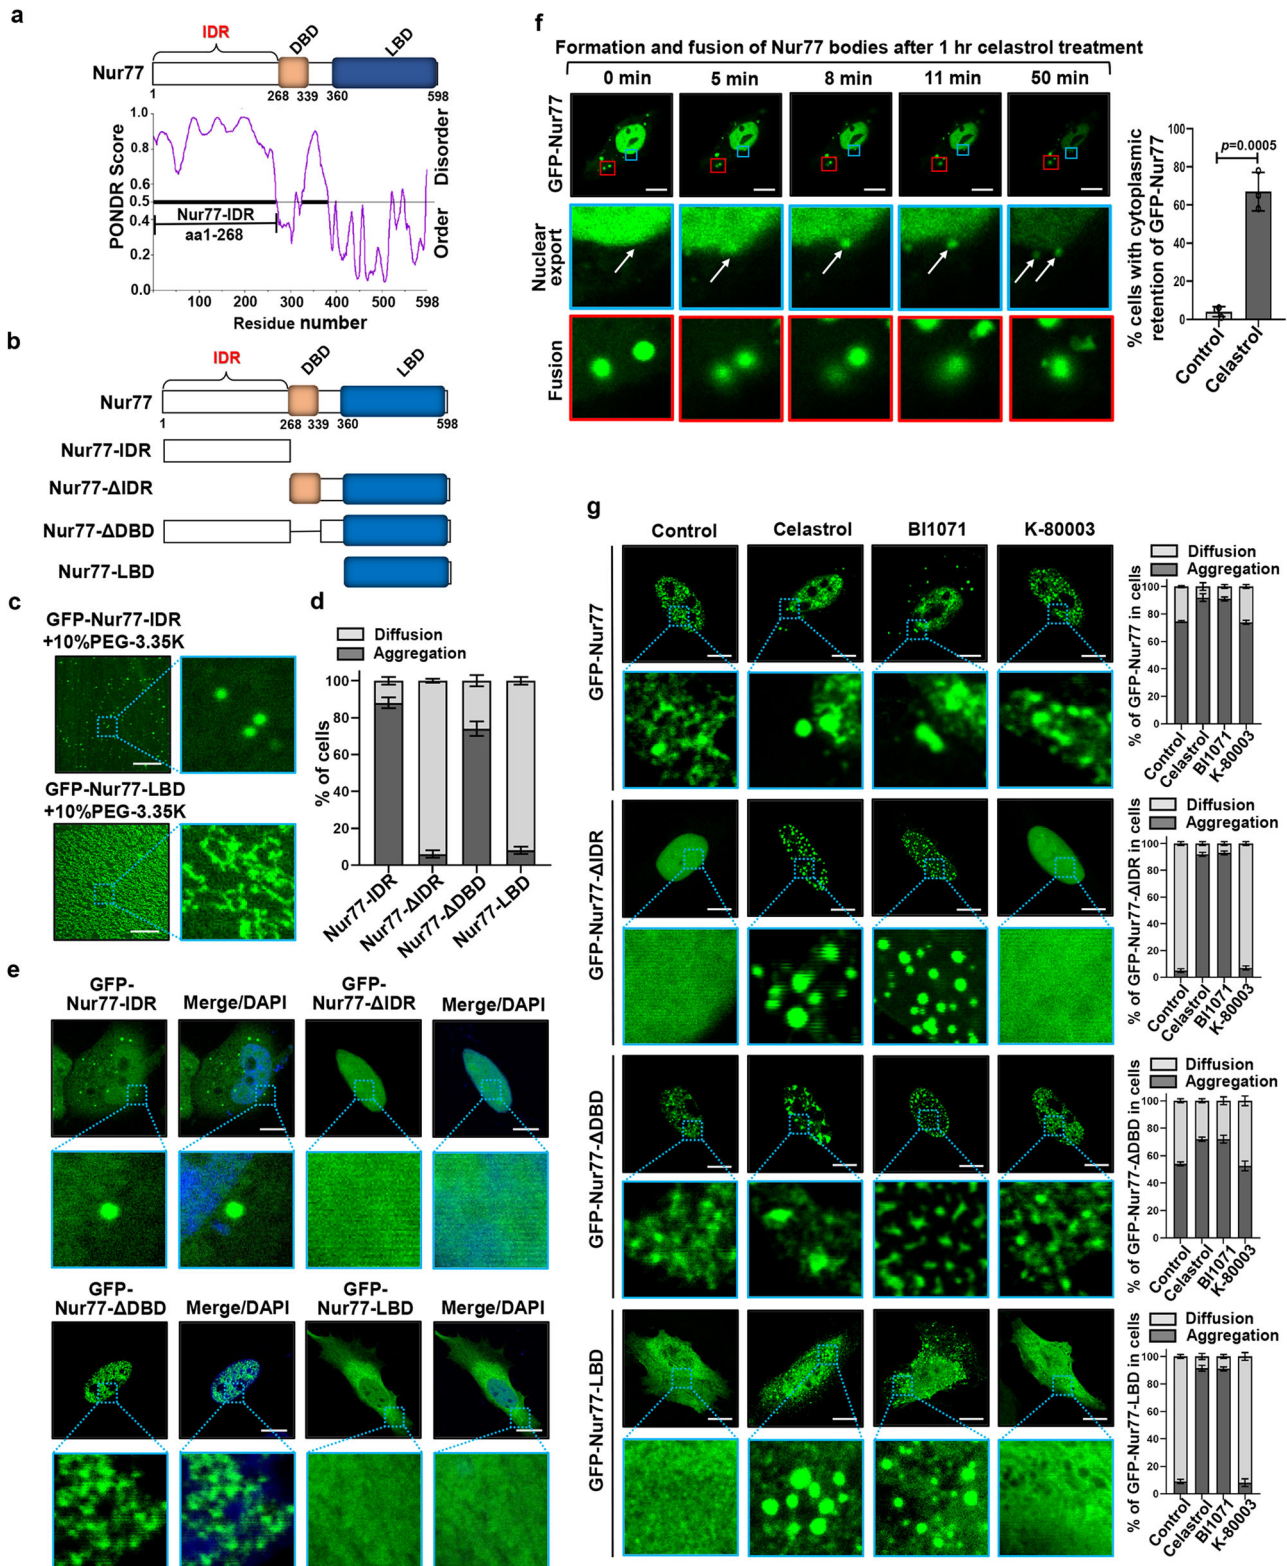 a
IDR
DBD
LBD
Nur77
1
268
339
360
598
PONDR Score
1.0
0.8
0.6
0.5
0.4
0.2
0.0
Nur77-IDR
aa1-268
Disorder
Order
100
200
300
400
500
598
Residue number
b
IDR
DBD
LBD
Nur77
1
268
339
360
598
Nur77-IDR
Nur77-ΔIDR
Nur77-ΔDBD
Nur77-LBD
c
GFP-Nur77-IDR
+10%PEG-3.35K
GFP-Nur77-LBD
+10%PEG-3.35K
d
Diffusion
Aggregation
% of cells
100
80
60
40
20
0
Nur77-IDR
Nur77-ΔIDR
Nur77-ΔDBD
Nur77-LBD
e
GFP-
Nur77-IDR
Merge/DAPI
GFP-
Nur77-ΔIDR
Merge/DAPI
GFP-
Nur77-ΔDBD
Merge/DAPI
GFP-
Nur77-LBD
Merge/DAPI
f
Formation and fusion of Nur77 bodies after 1 hr celastrol treatment
0 min
5 min
8 min
11 min
50 min
GFP-Nur77
Nuclear
export
Fusion
% cells with cytoplasmic
retention of GFP-Nur77
100
80
60
40
20
0
p=0.0005
Control
Celastrol
g
Control
Celastrol
BI1071
K-80003
GFP-Nur77
Diffusion
Aggregation
% of GFP-Nur77 in cells
100
80
60
40
20
0
Control
Celastrol
BI1071
K-80003
GFP-Nur77-ΔIDR
Diffusion
Aggregation
% of GFP-Nur77-ΔIDR in cells
100
80
60
40
20
0
Control
Celastrol
BI1071
K-80003
GFP-Nur77-ΔDBD
Diffusion
Aggregation
% of GFP-Nur77-ΔDBD in cells
100
80
60
40
20
0
Control
Celastrol
BI1071
K-80003
GFP-Nur77-LBD
Diffusion
Aggregation
% of GFP-Nur77-LBD in cells
100
80
60
40
20
0
Control
Celastrol
BI1071
K-80003